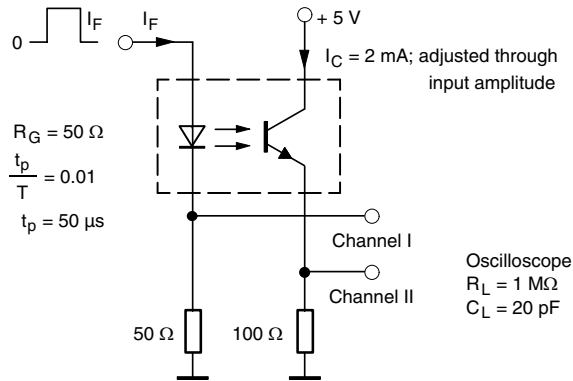 0
I_F
I_F
+ 5 V
I_C = 2 mA; adjusted through
input amplitude
R_G = 50 Ω
t_p
T
= 0.01
t_p = 50 μs
Channel I
Channel II
Oscilloscope
R_L = 1 MΩ
C_L = 20 pF
50 Ω
100 Ω